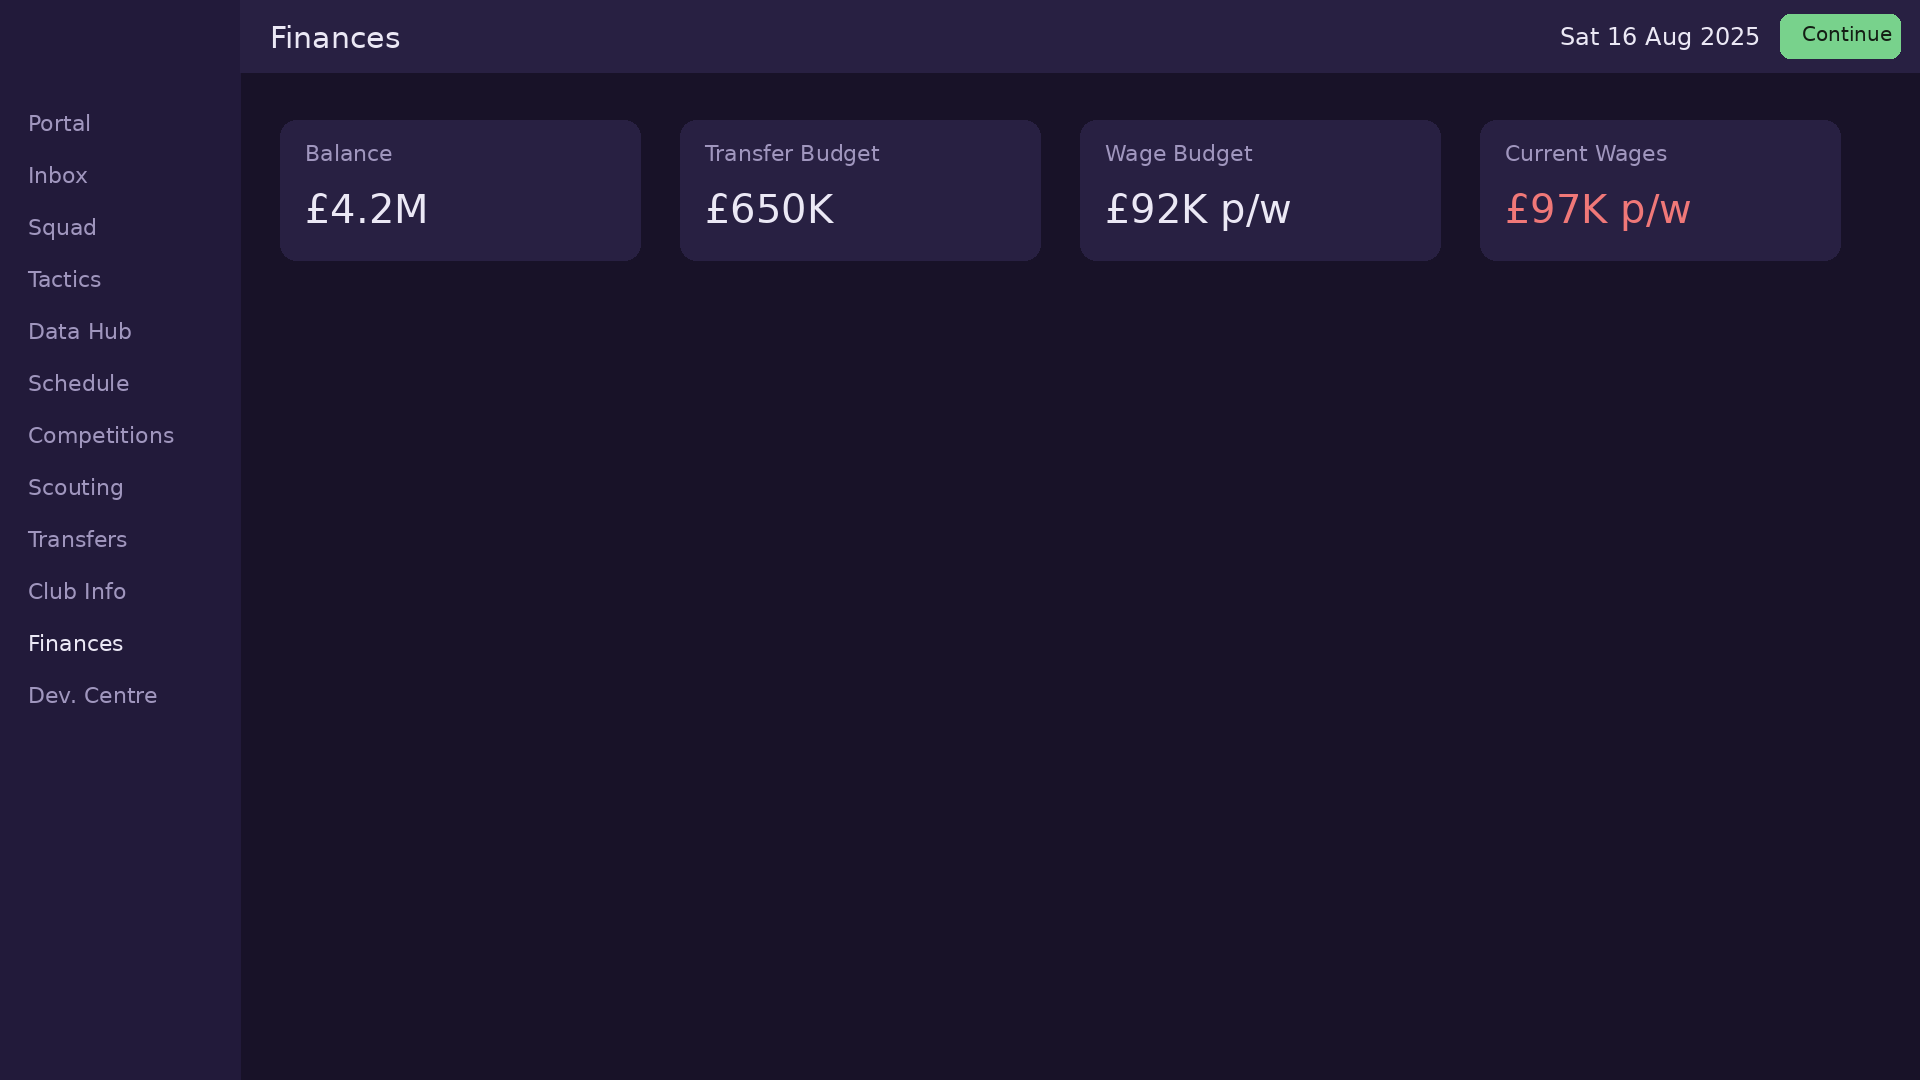 Finances
Sat 16 Aug 2025
Continue
Portal
Inbox
Squad
Tactics
Data Hub
Schedule
Competitions
Scouting
Transfers
Club Info
Finances
Dev. Centre
Balance
£4.2M
Transfer Budget
£650K
Wage Budget
£92K p/w
Current Wages
£97K p/w